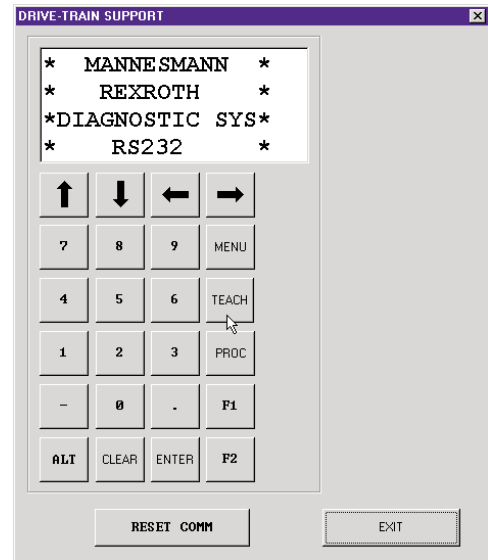 DRIVE-TRAIN SUPPORT
* MANNESMANN *
* REXROTH *
*DIAGNOSTIC SYS*
* RS232 *
7 8 9 MENU
4 5 6 TEACH
1 2 3 PROC
- 0 . F1
ALT CLEAR ENTER F2
RESET COMM EXIT